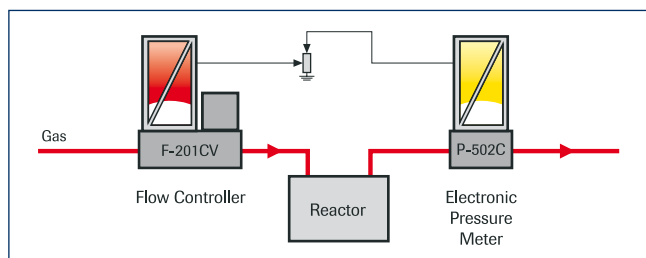 Gas
F-201CV
P-502C
Flow Controller
Reactor
Electronic
Pressure
Meter